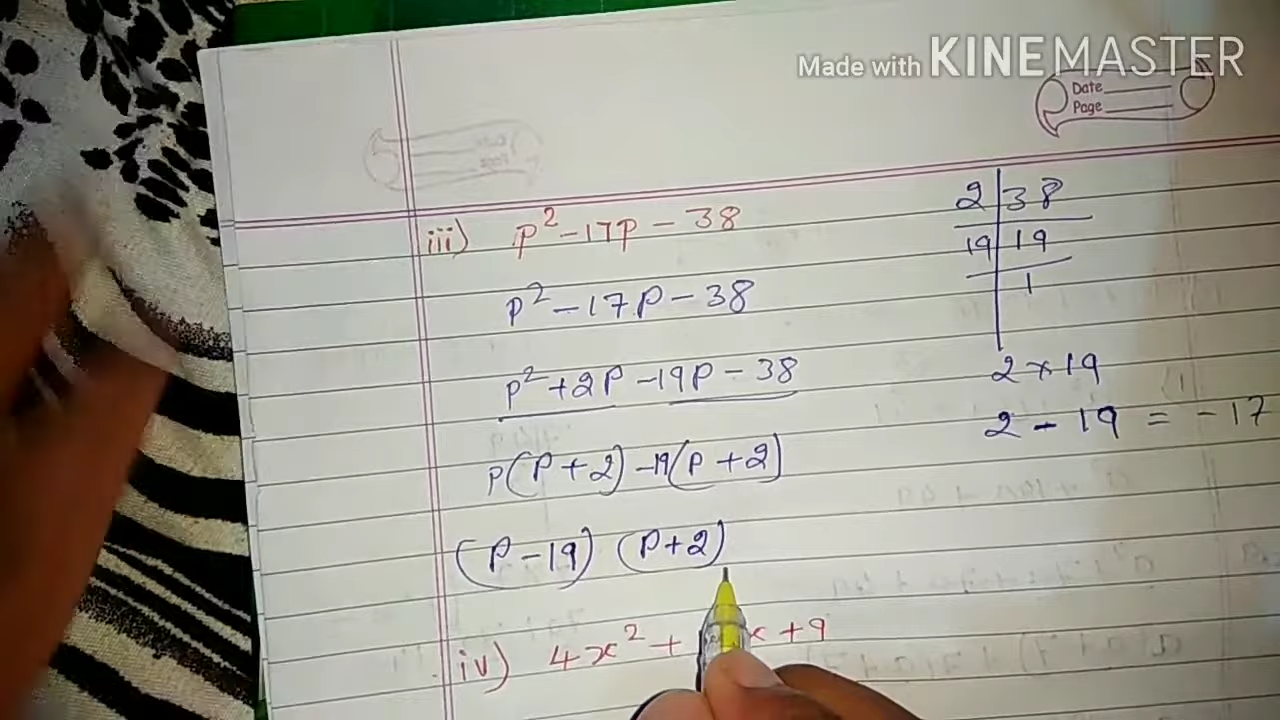 Made with KINEMASTER
Date
Page
iii) p² - 17p - 38
p² - 17p - 38
p² + 2p - 19p - 38
p(p + 2) - 19(p + 2)
(p - 19) (p + 2)
iv) 4x² + x + 9
2 38
19 19
1
2 × 19
2 - 19 = -17